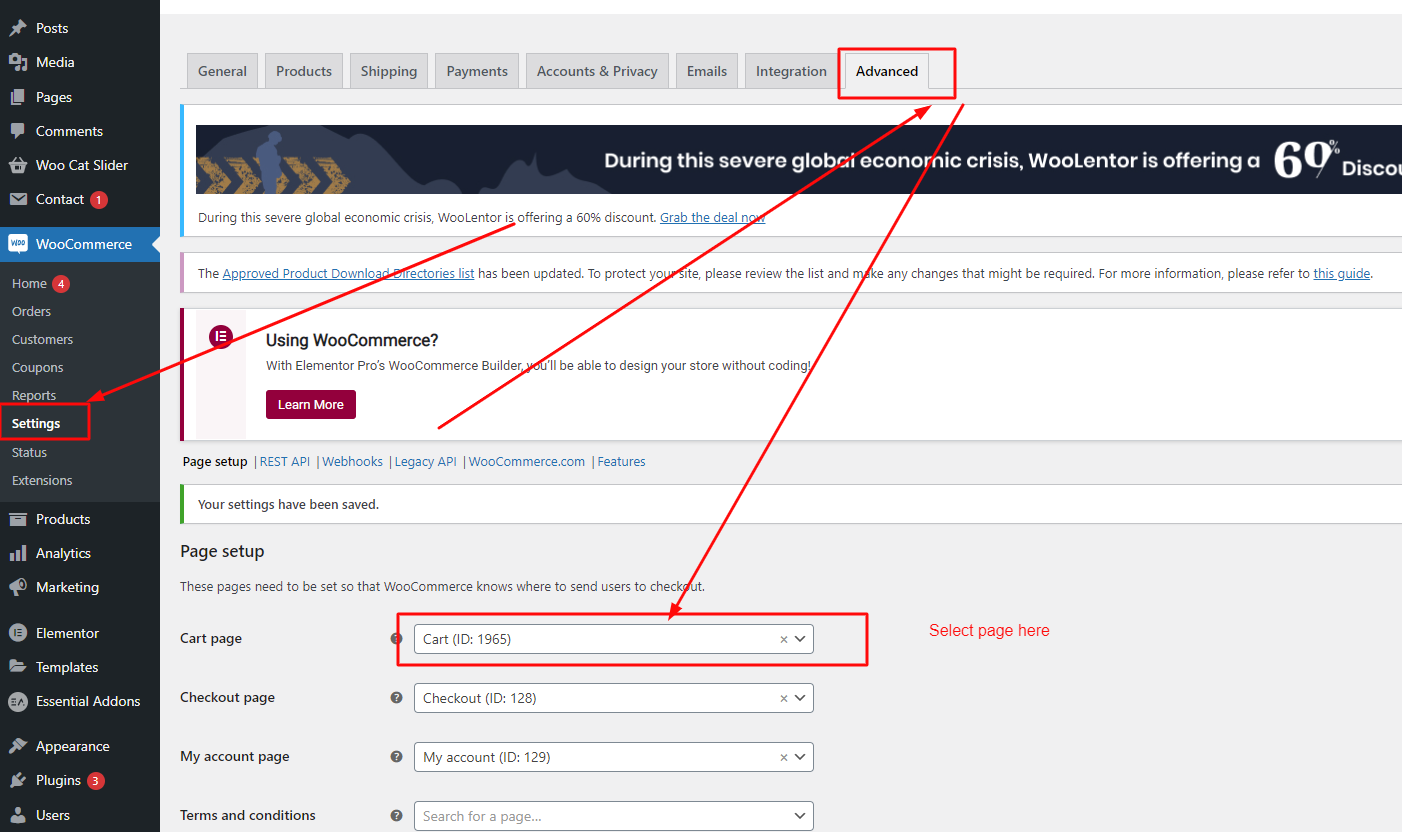 Posts
Media
Pages
Comments
Woo Cat Slider
Contact 1
WooCommerce
Home 4
Orders
Customers
Coupons
Reports
Settings
Status
Extensions
Products
Analytics
Marketing
Elementor
Templates
Essential Addons
Appearance
Plugins 3
Users
General Products Shipping Payments Accounts & Privacy Emails Integration Advanced
During this severe global economic crisis, WooLentor is offering a 60% Discou
During this severe global economic crisis, WooLentor is offering a 60% discount. Grab the deal now
The Approved Product Download Directories list has been updated. To protect your site, please review the list and make any changes that might be required. For more information, please refer to this guide.
Using WooCommerce?
With Elementor Pro's WooCommerce Builder, you'll be able to design your store without coding!
Learn More
Page setup | REST API | Webhooks | Legacy API | WooCommerce.com | Features
Your settings have been saved.
Page setup
These pages need to be set so that WooCommerce knows where to send users to checkout.
Cart page Cart (ID: 1965) × Select page here
Checkout page ? Checkout (ID: 128) ×
My account page ? My account (ID: 129) ×
Terms and conditions ? Search for a page...